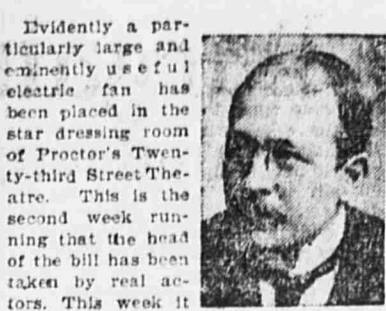 Evidently a par-
ticularly large and
eminently useful
electric fan has
been placed in the
star dressing room
of Proctor's Twen-
ty-third Street The-
atre. This is the
second week run-
ning that the head
of the bill has been
taken by real ac-
tors. This week it